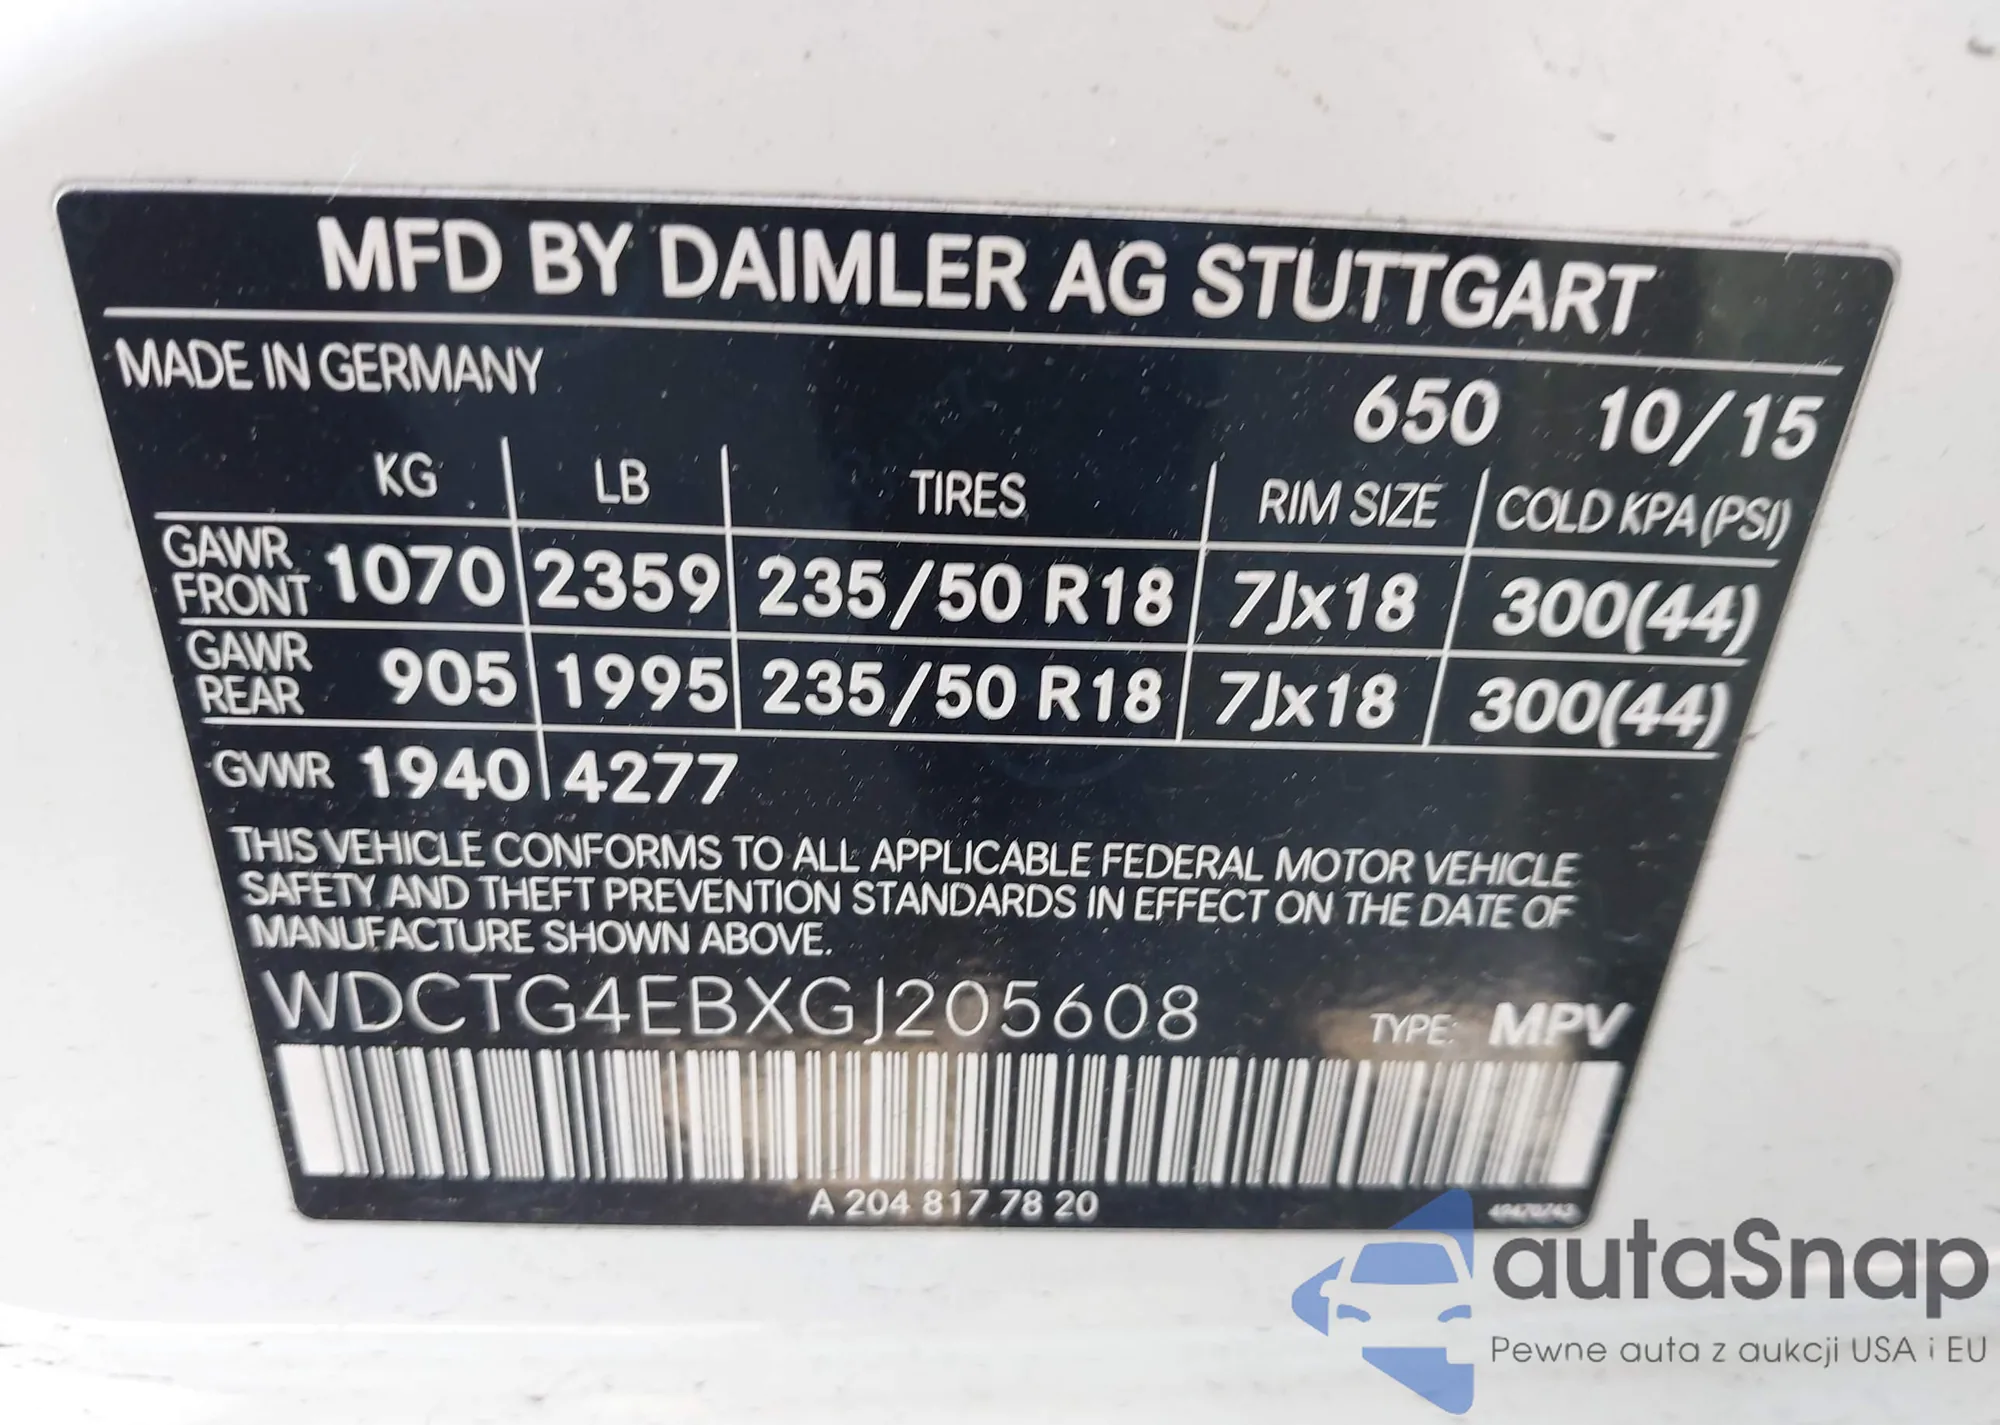 MFD BY DAIMLER AG STUTTGART
MADE IN GERMANY
650 10/15
KG LB TIRES RIM SIZE COLD KPA(PSI)
GAWR FRONT 1070 2359 235/50 R18 7Jx18 300(44)
GAWR REAR 905 1995 235/50 R18 7Jx18 300(44)
GVWR 1940 4277
THIS VEHICLE CONFORMS TO ALL APPLICABLE FEDERAL MOTOR VEHICLE
SAFETY AND THEFT PREVENTION STANDARDS IN EFFECT ON THE DATE OF
MANUFACTURE SHOWN ABOVE.
WDCTG4EBXGJ205608
TYPE: MPV
A 204 817 78 20
autaSnap
Pewne auta z aukcji USA i EU